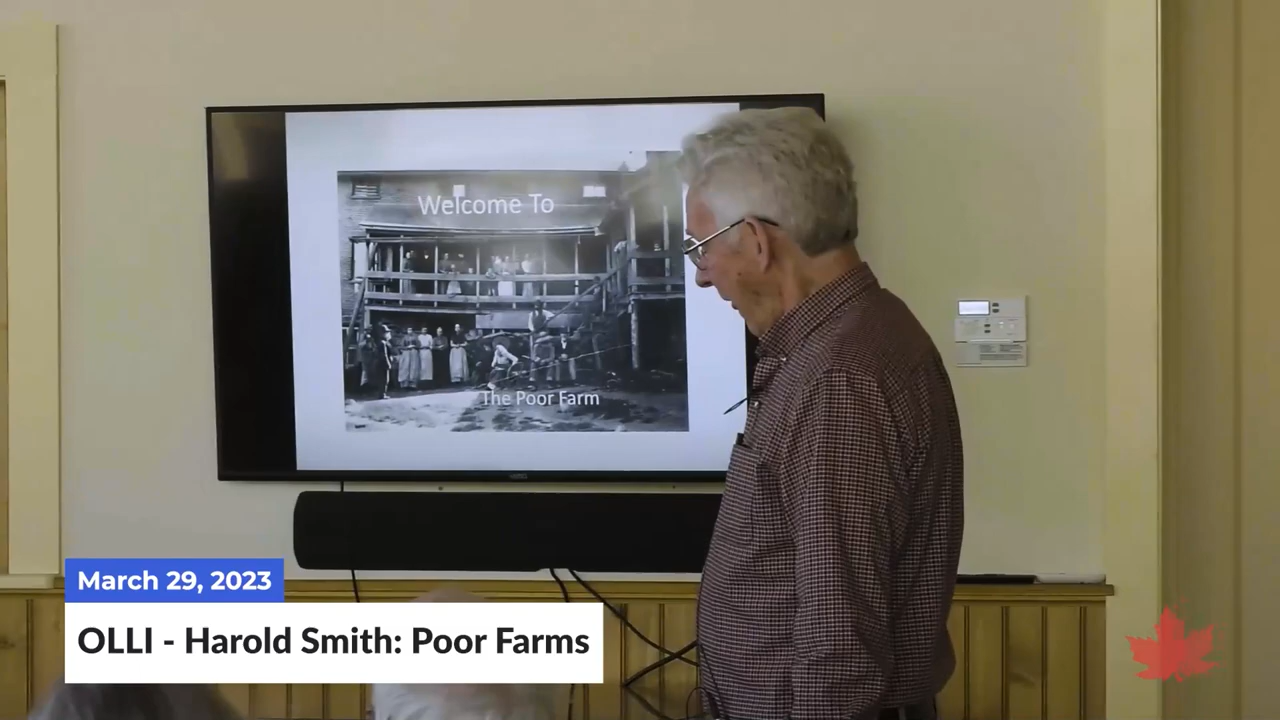 Welcome To
The Poor Farm
March 29, 2023
OLLI - Harold Smith: Poor Farms